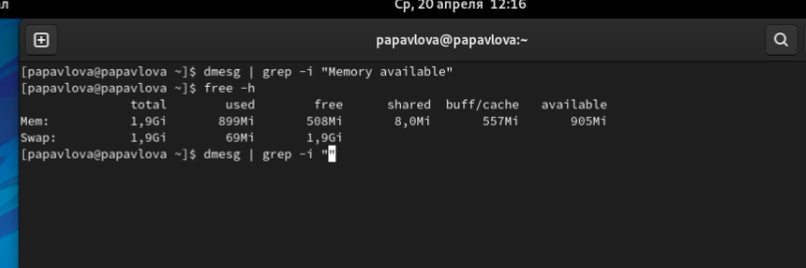 ал
Ср, 20 апреля 12:16
papavlova@papavlova:~
[papavlova@papavlova ~]$ dmesg | grep -i "Memory available"
[papavlova@papavlova ~]$ free -h
total used free shared buff/cache available
Mem: 1,9Gi 899Mi 508Mi 8,0Mi 557Mi 905Mi
Swap: 1,9Gi 69Mi 1,9Gi
[papavlova@papavlova ~]$ dmesg | grep -i ""